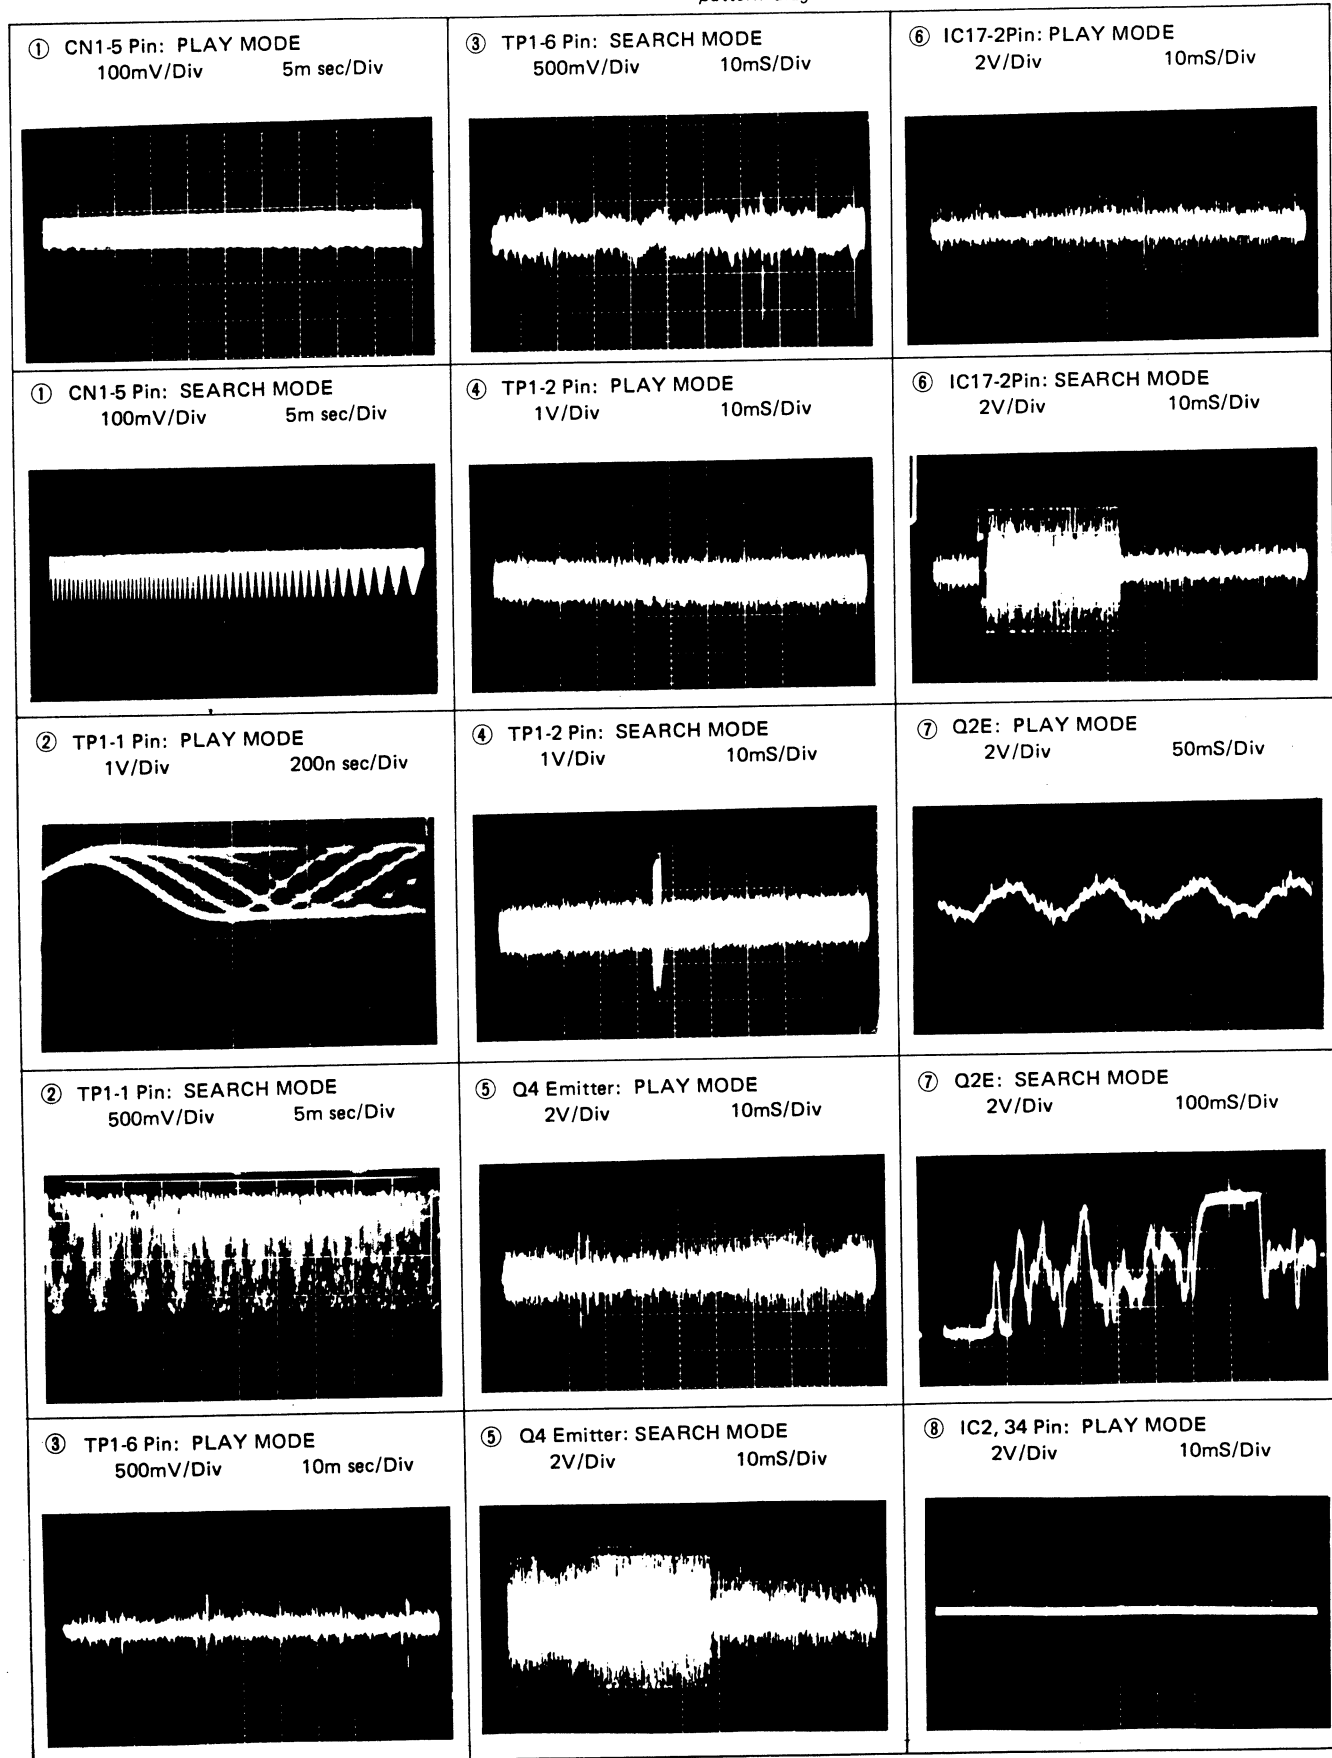 ① CN1-5 Pin: PLAY MODE
100mV/Div 5m sec/Div
① CN1-5 Pin: SEARCH MODE
100mV/Div 5m sec/Div
② TP1-1 Pin: PLAY MODE
1V/Div 200n sec/Div
② TP1-1 Pin: SEARCH MODE
500mV/Div 5m sec/Div
③ TP1-6 Pin: PLAY MODE
500mV/Div 10m sec/Div
③ TP1-6 Pin: SEARCH MODE
500mV/Div 10mS/Div
④ TP1-2 Pin: PLAY MODE
1V/Div 10mS/Div
④ TP1-2 Pin: SEARCH MODE
1V/Div 10mS/Div
⑤ Q4 Emitter: PLAY MODE
2V/Div 10mS/Div
⑤ Q4 Emitter: SEARCH MODE
2V/Div 10mS/Div
⑥ IC17-2Pin: PLAY MODE
2V/Div 10mS/Div
⑥ IC17-2Pin: SEARCH MODE
2V/Div 10mS/Div
⑦ Q2E: PLAY MODE
2V/Div 50mS/Div
⑦ Q2E: SEARCH MODE
2V/Div 100mS/Div
⑧ IC2, 34 Pin: PLAY MODE
2V/Div 10mS/Div